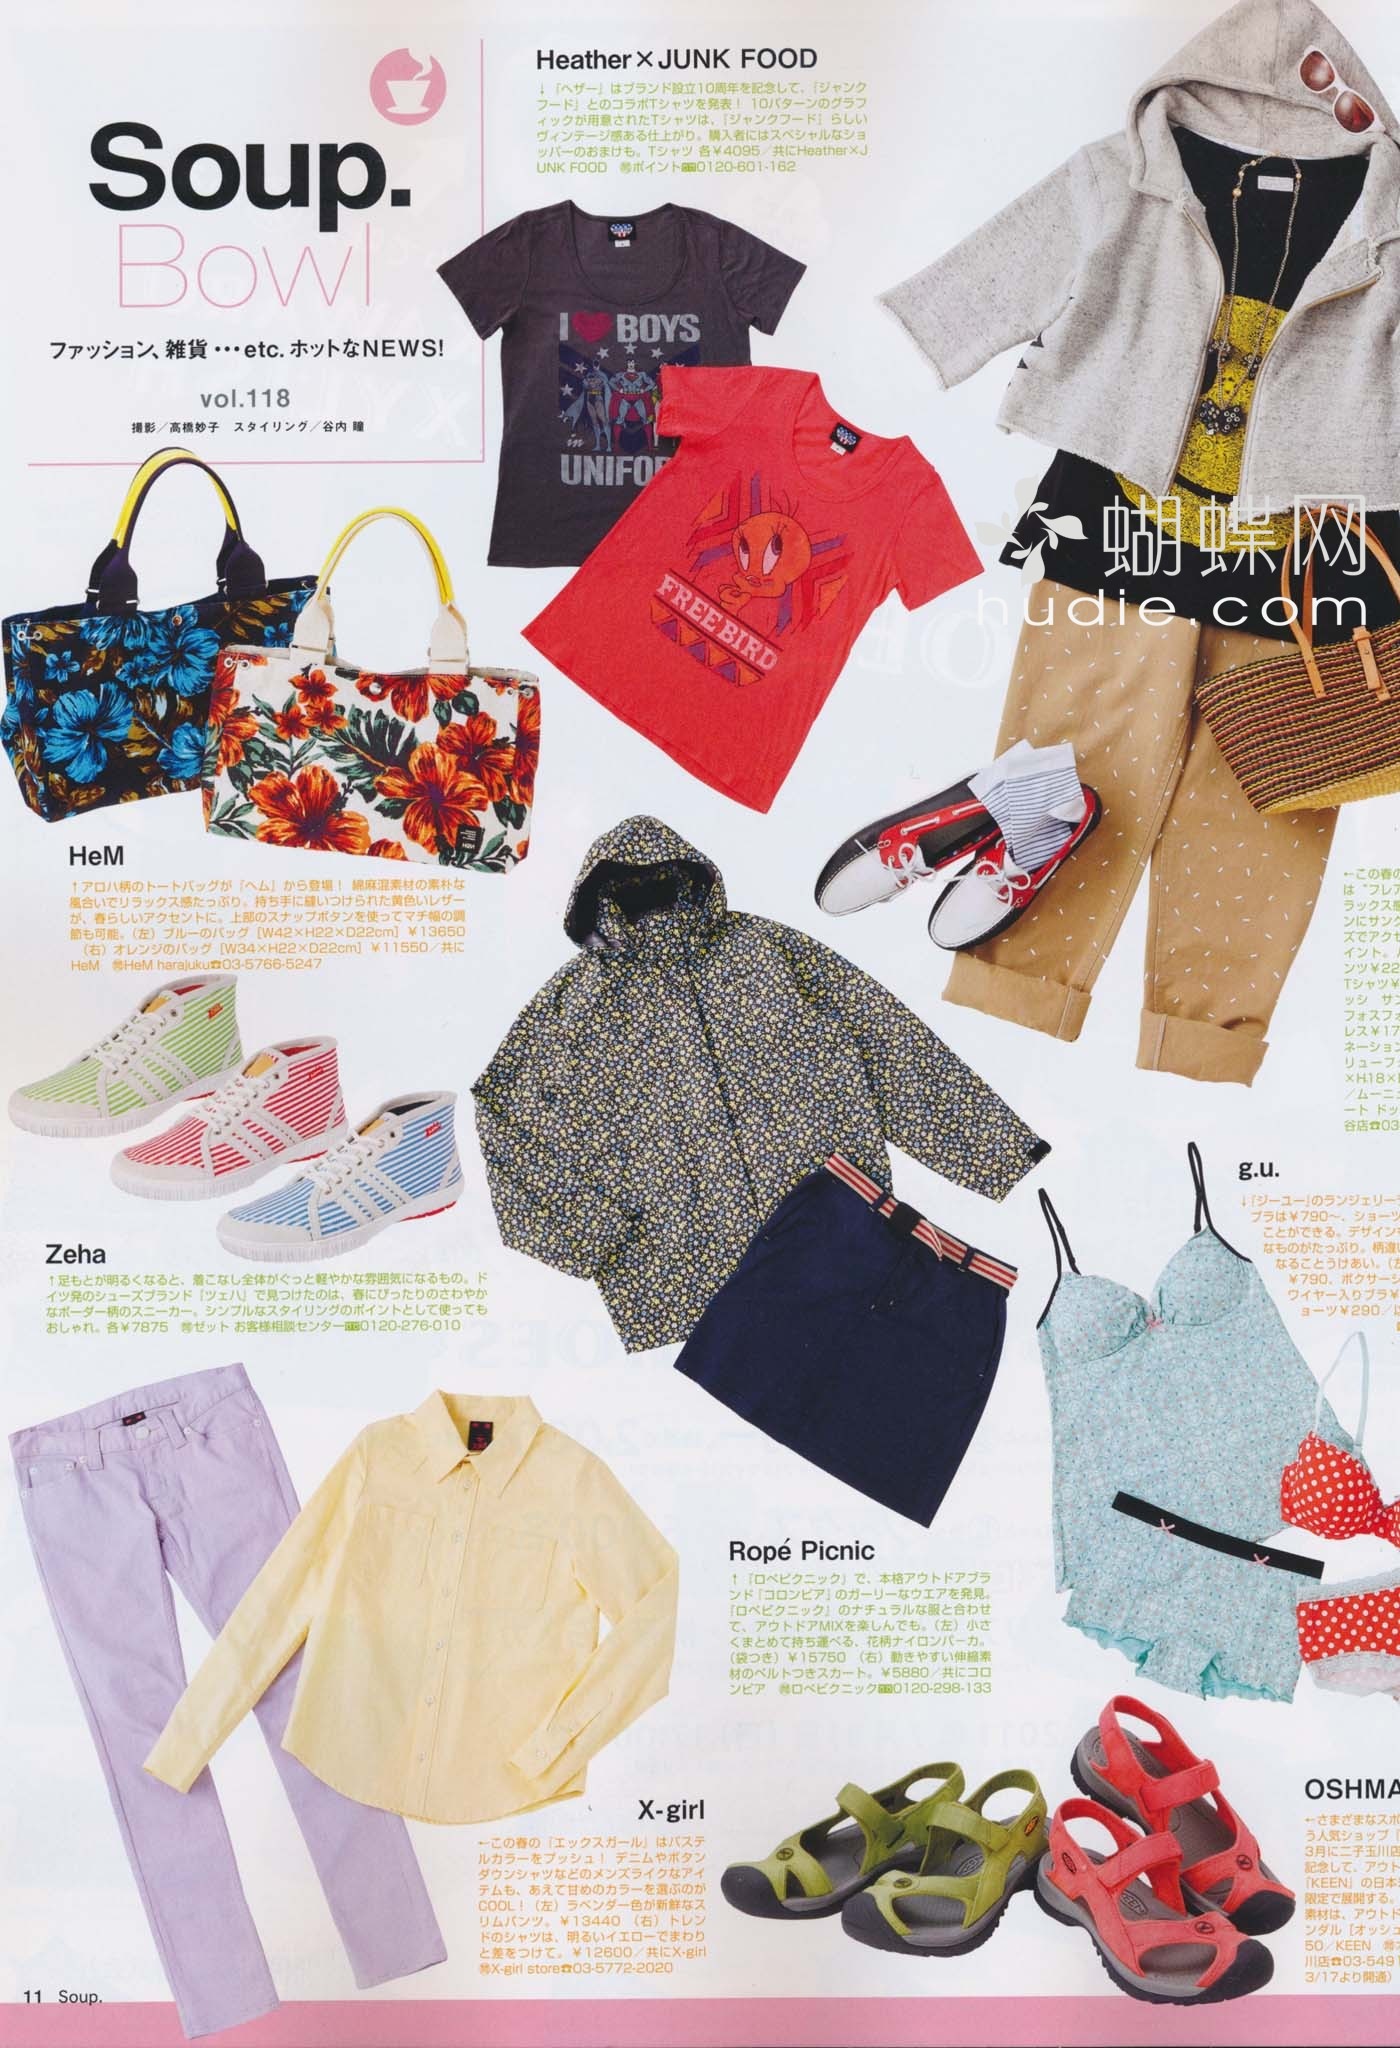 Soup.
Bowl
ファッション、雑貨・・・etc. ホットなNEWS!
vol.118
撮影／高橋妙子　スタイリング／谷内 瞳
Heather×JUNK FOOD
↓『ヘザー』はブランド設立10周年を記念して、『ジャンク
フード』とのコラボTシャツを発表！ 10パターンのグラフ
ィックが用意されたTシャツは、『ジャンクフード』らしい
ヴィンテージ感ある仕上がり。購入者にはスペシャルなショ
ッパーのおまけも。Tシャツ 各￥4095／共にHeather×J
UNK FOOD　㉄ポイント0120-601-162
I BOYS
in
UNIFO
FREE BIRD
蝴蝶网
hudie.com
HeM
↑アロハ柄のトートバッグが『ヘム』から登場！ 綿麻混素材の素朴な
風合いでリラックス感たっぷり。持ち手に縫いつけられた黄色いレザー
が、春らしいアクセントに。上部のスナップボタンを使ってマチ幅の調
節も可能。（左）ブルーのバッグ［W42×H22×D22cm］￥13650
（右）オレンジのバッグ［W34×H22×D22cm］￥11550／共に
HeM　㉄HeM harajuku☎03-5766-5247
Zeha
↑足もとが明るくなると、着こなし全体がぐっと軽やかな雰囲気になるもの。ド
イツ発のシューズブランド『ツェハ』で見つけたのは、春にぴったりのさわやか
なボーダー柄のスニーカー。シンプルなスタイリングのポイントとして使っても
おしゃれ。各￥7875　㉄ゼット お客様相談センター0120-276-010
←この春の
は“フレア
ラックス感
ンにサンダ
ズでアクセ
イント。
ンツ￥22
Tシャツ￥
ッシ　サン
フォスフォ
レス￥17
ネーション
リューフ
×H18×
／ムーニュ
ート ドッ
谷店☎03
g.u.
↓『ジーユー』のランジェリー
ブラは￥790〜、ショーツ
ことができる。デザイン
なものがたっぷり。柄違い
なることうけあい。（左
￥790、ボクサーシ
ワイヤー入りブラ￥
ョーツ￥290／
Ropé Picnic
↑『ロペピクニック』で、本格アウトドアブラ
ンド『コロンビア』のガーリーなウエアを発見。
『ロペピクニック』のナチュラルな服と合わせ
て、アウトドアMIXを楽しんでも。（左）小さ
くまとめて持ち運べる、花柄ナイロンパーカ。
（袋つき）￥15750　（右）動きやすい伸縮素
材のベルトつきスカート。￥5880／共にコロ
ンビア　㉄ロペピクニック0120-298-133
X-girl
←この春の『エックスガール』はパステ
ルカラーをプッシュ！ デニムやボタン
ダウンシャツなどのメンズライクなアイ
テムも、あえて甘めのカラーを選ぶのが
COOL！（左）ラベンダー色が新鮮なス
リムパンツ。￥13440　（右）トレン
ドのシャツは、明るいイエローでまわり
と差をつけて。￥12600／共にX-girl
㉄X-girl store☎03-5772-2020
OSHMA
←さまざまなスポ
う人気ショップ『
3月に二子玉川店
記念して、アウト
『KEEN』の日本
限定で展開する。
素材は、アウトド
ンダル［オッシュ
50／KEEN　㉄
川店☎03-5491
3/17より開通）
KEEN
11　Soup.